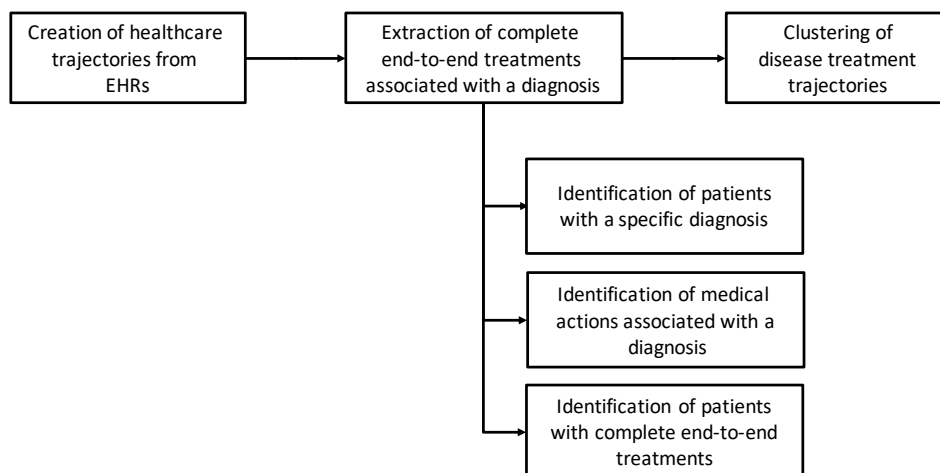 Creation of healthcare
trajectories from
EHRs
Extraction of complete
end-to-end treatments
associated with a diagnosis
Clustering of
disease treatment
trajectories
Identification of patients
with a specific diagnosis
Identification of medical
actions associated with a
diagnosis
Identification of patients
with complete end-to-end
treatments